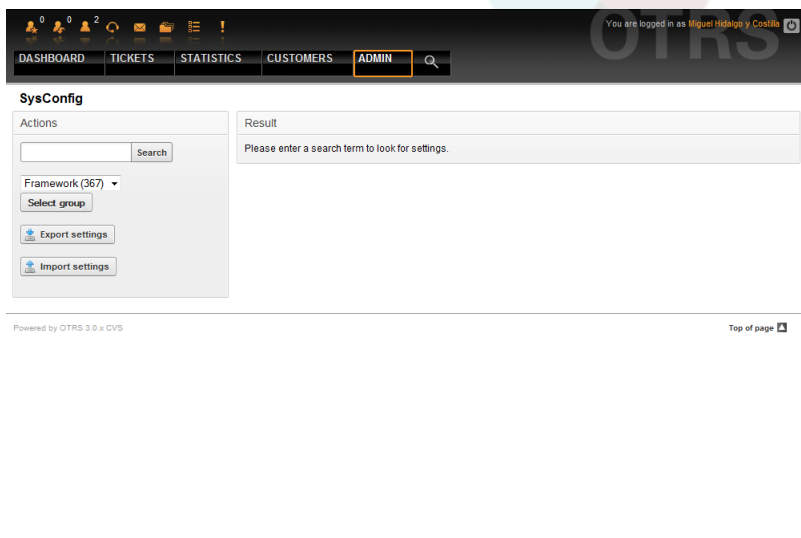 0 0 2
You are logged in as Miguel Hidalgo y Costilla
OTRS
DASHBOARD TICKETS STATISTICS CUSTOMERS ADMIN
SysConfig
Actions
Search
Framework (367)
Select group
Export settings
Import settings
Result
Please enter a search term to look for settings.
Powered by OTRS 3.0.x CVS
Top of page